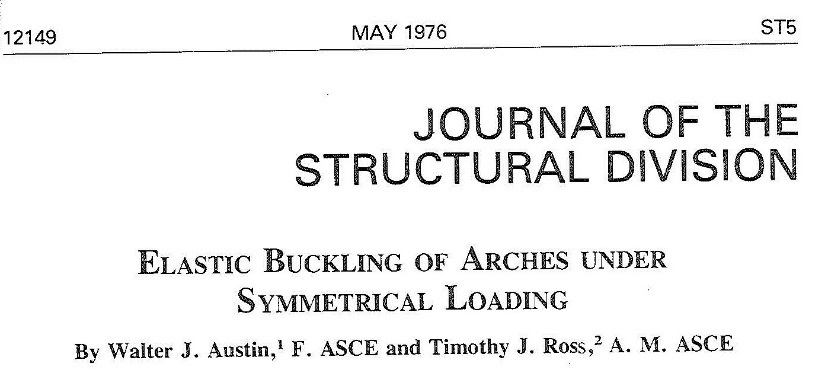 12149 MAY 1976 ST5
JOURNAL OF THE
STRUCTURAL DIVISION
ELASTIC BUCKLING OF ARCHES UNDER
SYMMETRICAL LOADING
By Walter J. Austin,¹ F. ASCE and Timothy J. Ross,² A. M. ASCE